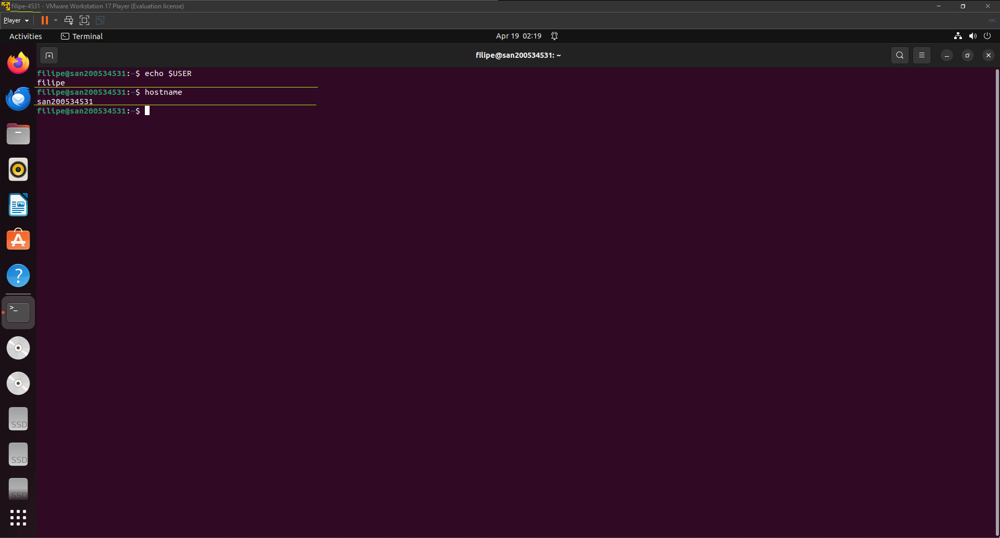 filipe-4531 - VMware Workstation 17 Player (Evaluation license)
Player
Activities
Terminal
Apr 19 02:19
filipe@san200534531: ~
filipe@san200534531:~$ echo $USER
filipe
filipe@san200534531:~$ hostname
san200534531
filipe@san200534531:~$
SSD
SSD
SSD